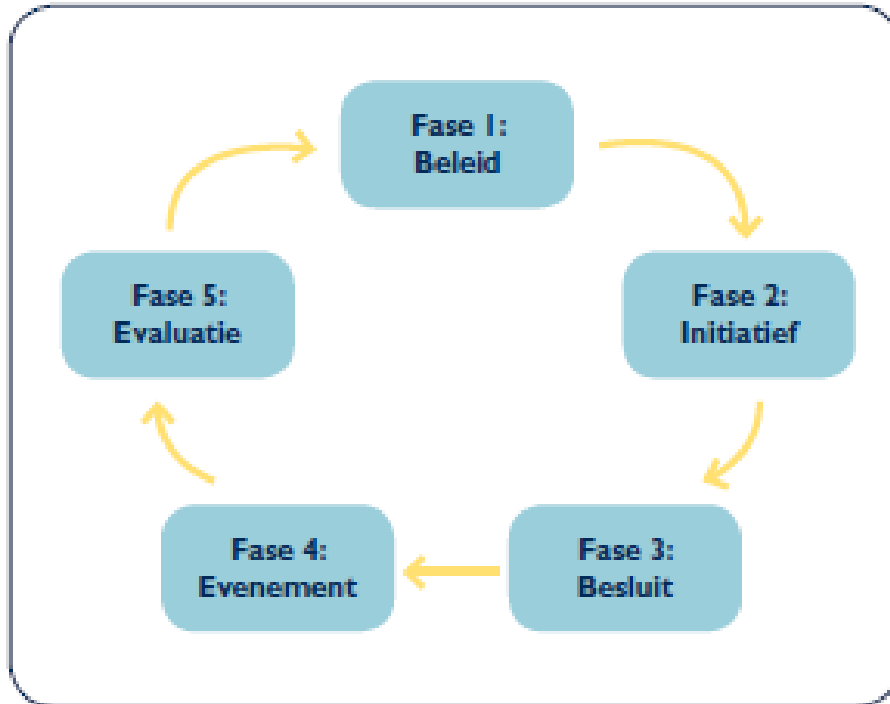 Fase 1:
Beleid
Fase 2:
Initiatief
Fase 3:
Besluit
Fase 4:
Evenement
Fase 5:
Evaluatie